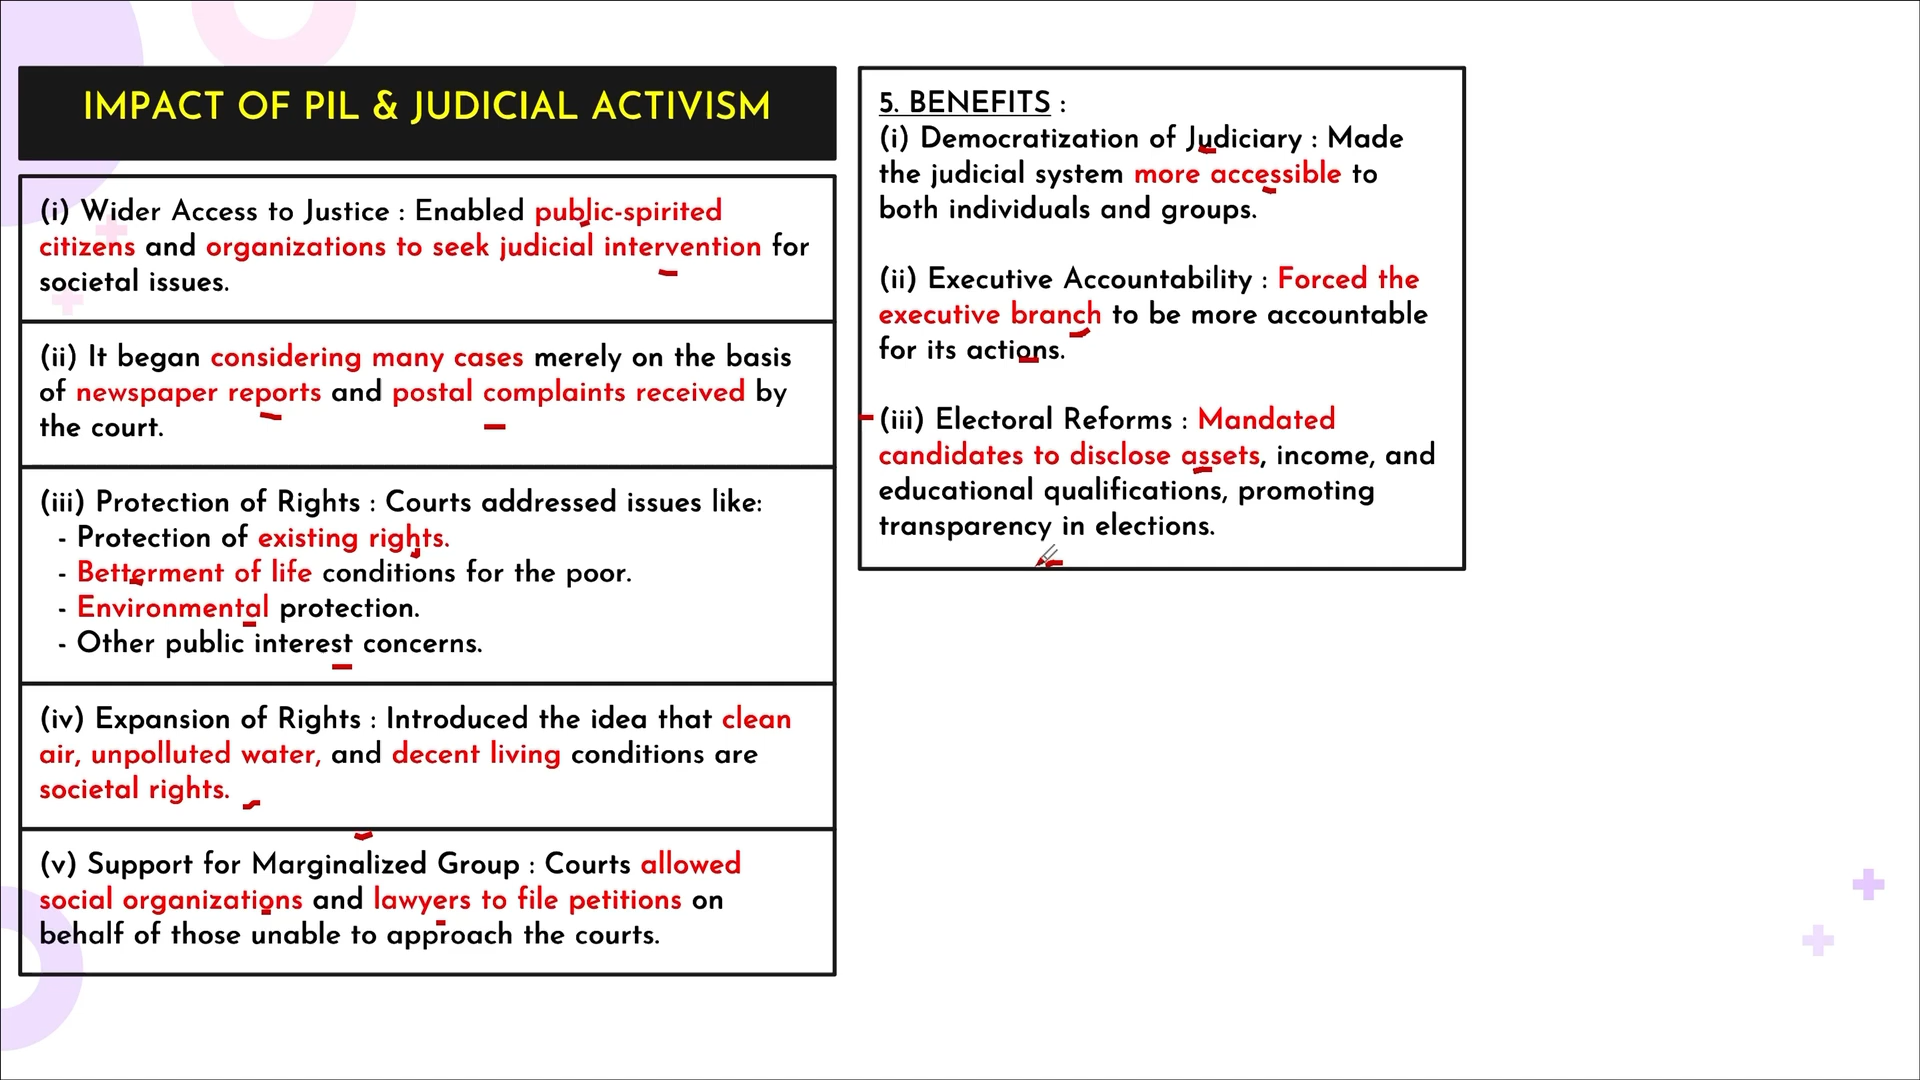 IMPACT OF PIL & JUDICIAL ACTIVISM
(i) Wider Access to Justice : Enabled public-spirited
citizens and organizations to seek judicial intervention for
societal issues.
(ii) It began considering many cases merely on the basis
of newspaper reports and postal complaints received by
the court.
(iii) Protection of Rights : Courts addressed issues like:
- Protection of existing rights.
- Betterment of life conditions for the poor.
- Environmental protection.
- Other public interest concerns.
(iv) Expansion of Rights : Introduced the idea that clean
air, unpolluted water, and decent living conditions are
societal rights.
(v) Support for Marginalized Group : Courts allowed
social organizations and lawyers to file petitions on
behalf of those unable to approach the courts.
5. BENEFITS :
(i) Democratization of Judiciary : Made
the judicial system more accessible to
both individuals and groups.
(ii) Executive Accountability : Forced the
executive branch to be more accountable
for its actions.
(iii) Electoral Reforms : Mandated
candidates to disclose assets, income, and
educational qualifications, promoting
transparency in elections.